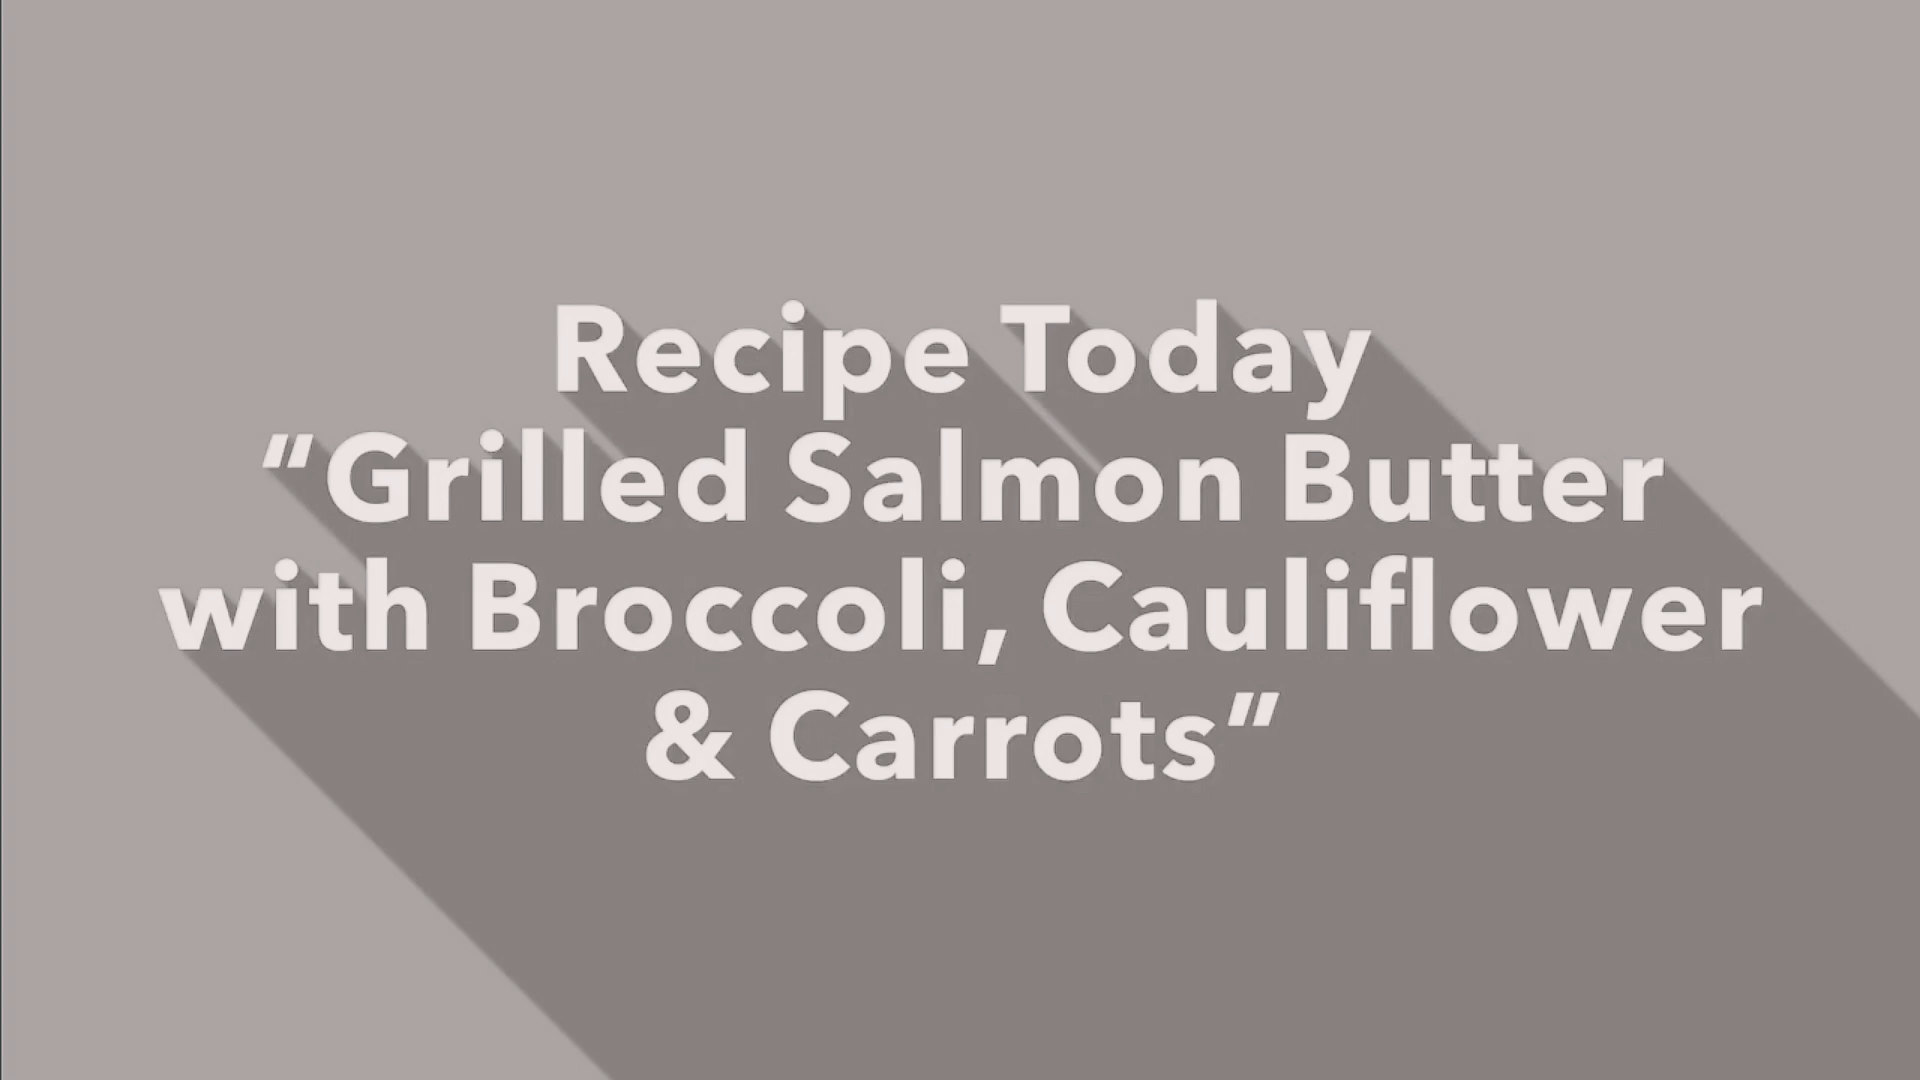 Recipe Today
“Grilled Salmon Butter
with Broccoli, Cauliflower
& Carrots”